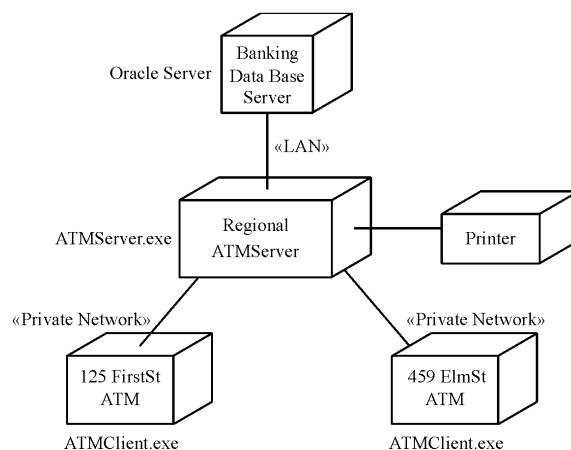 Banking
Data Base
Server
Oracle Server
«LAN»
Regional
ATMServer
ATMServer.exe
Printer
«Private Network»
«Private Network»
125 FirstSt
ATM
459 ElmSt
ATM
ATMClient.exe
ATMClient.exe